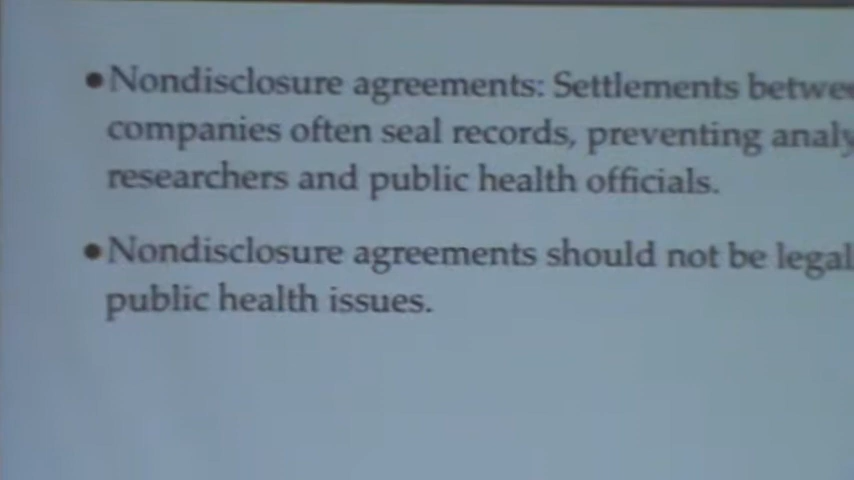 •Nondisclosure agreements: Settlements
companies often seal records, preventing
researchers and public health officials.
•Nondisclosure agreements should not be legal
public health issues.